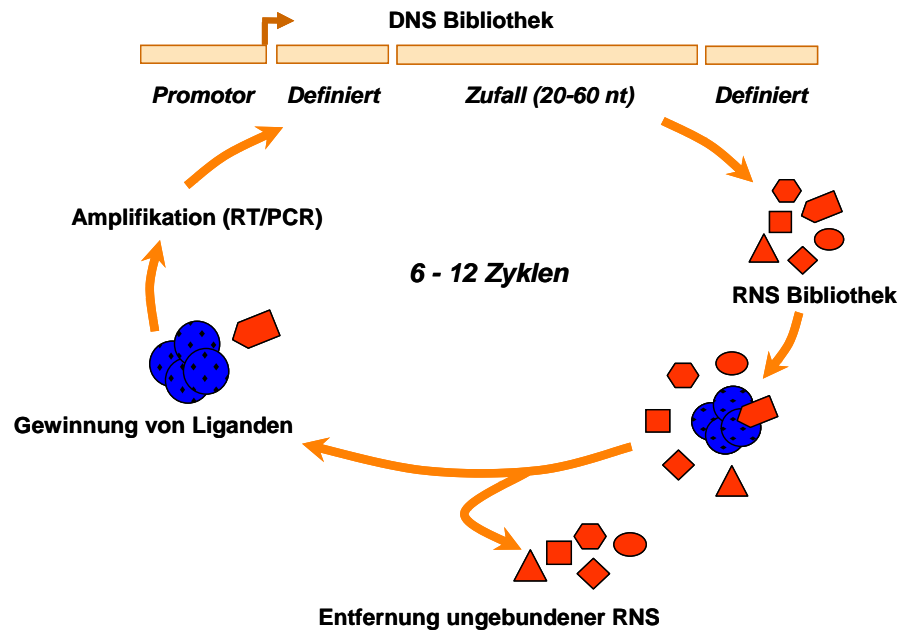 DNS Bibliothek
Promotor
Definiert
Zufall (20-60 nt)
Definiert
Amplifikation (RT/PCR)
6 - 12 Zyklen
RNS Bibliothek
Gewinnung von Liganden
Entfernung ungebundener RNS